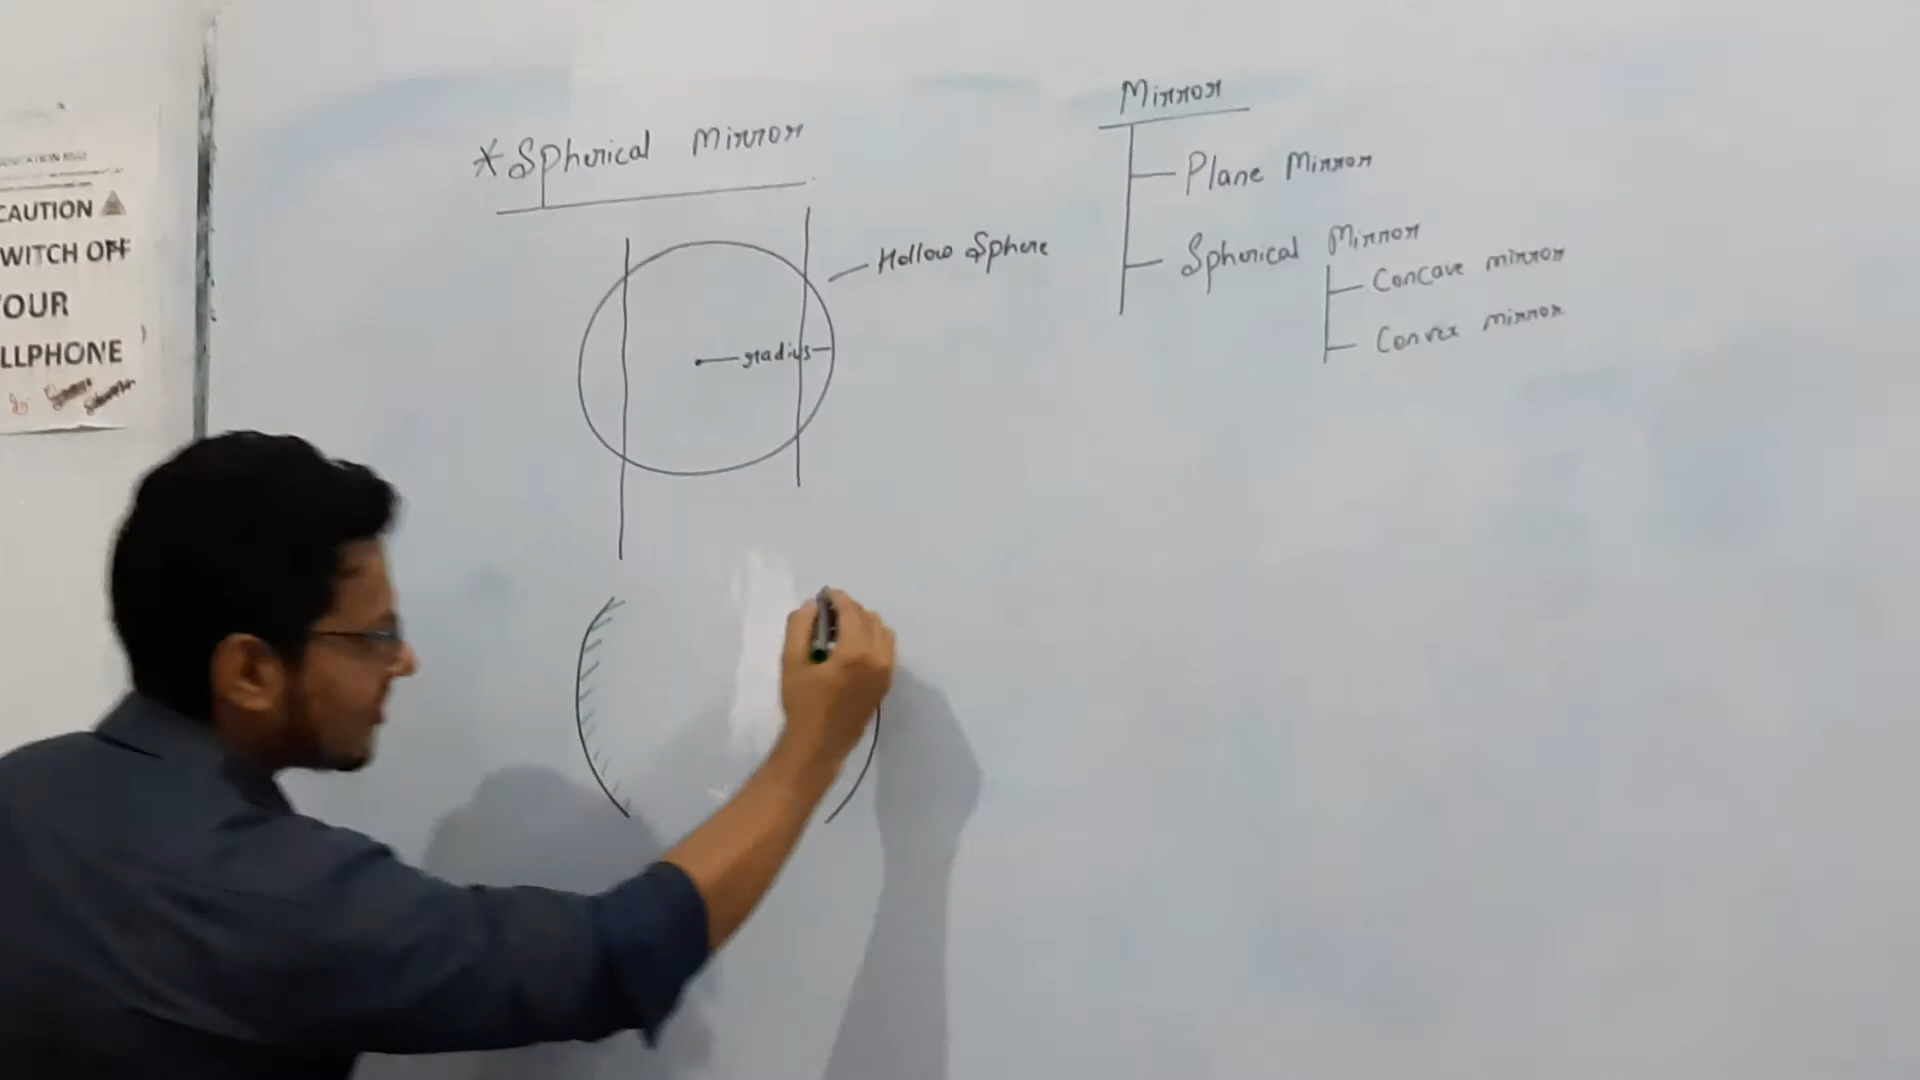 CAUTION
WITCH OFF
OUR
LLPHONE
*Spherical Mirror
Hollow Sphere
radius
Mirror
Plane Mirror
Spherical Mirror
Concave mirror
Convex mirror